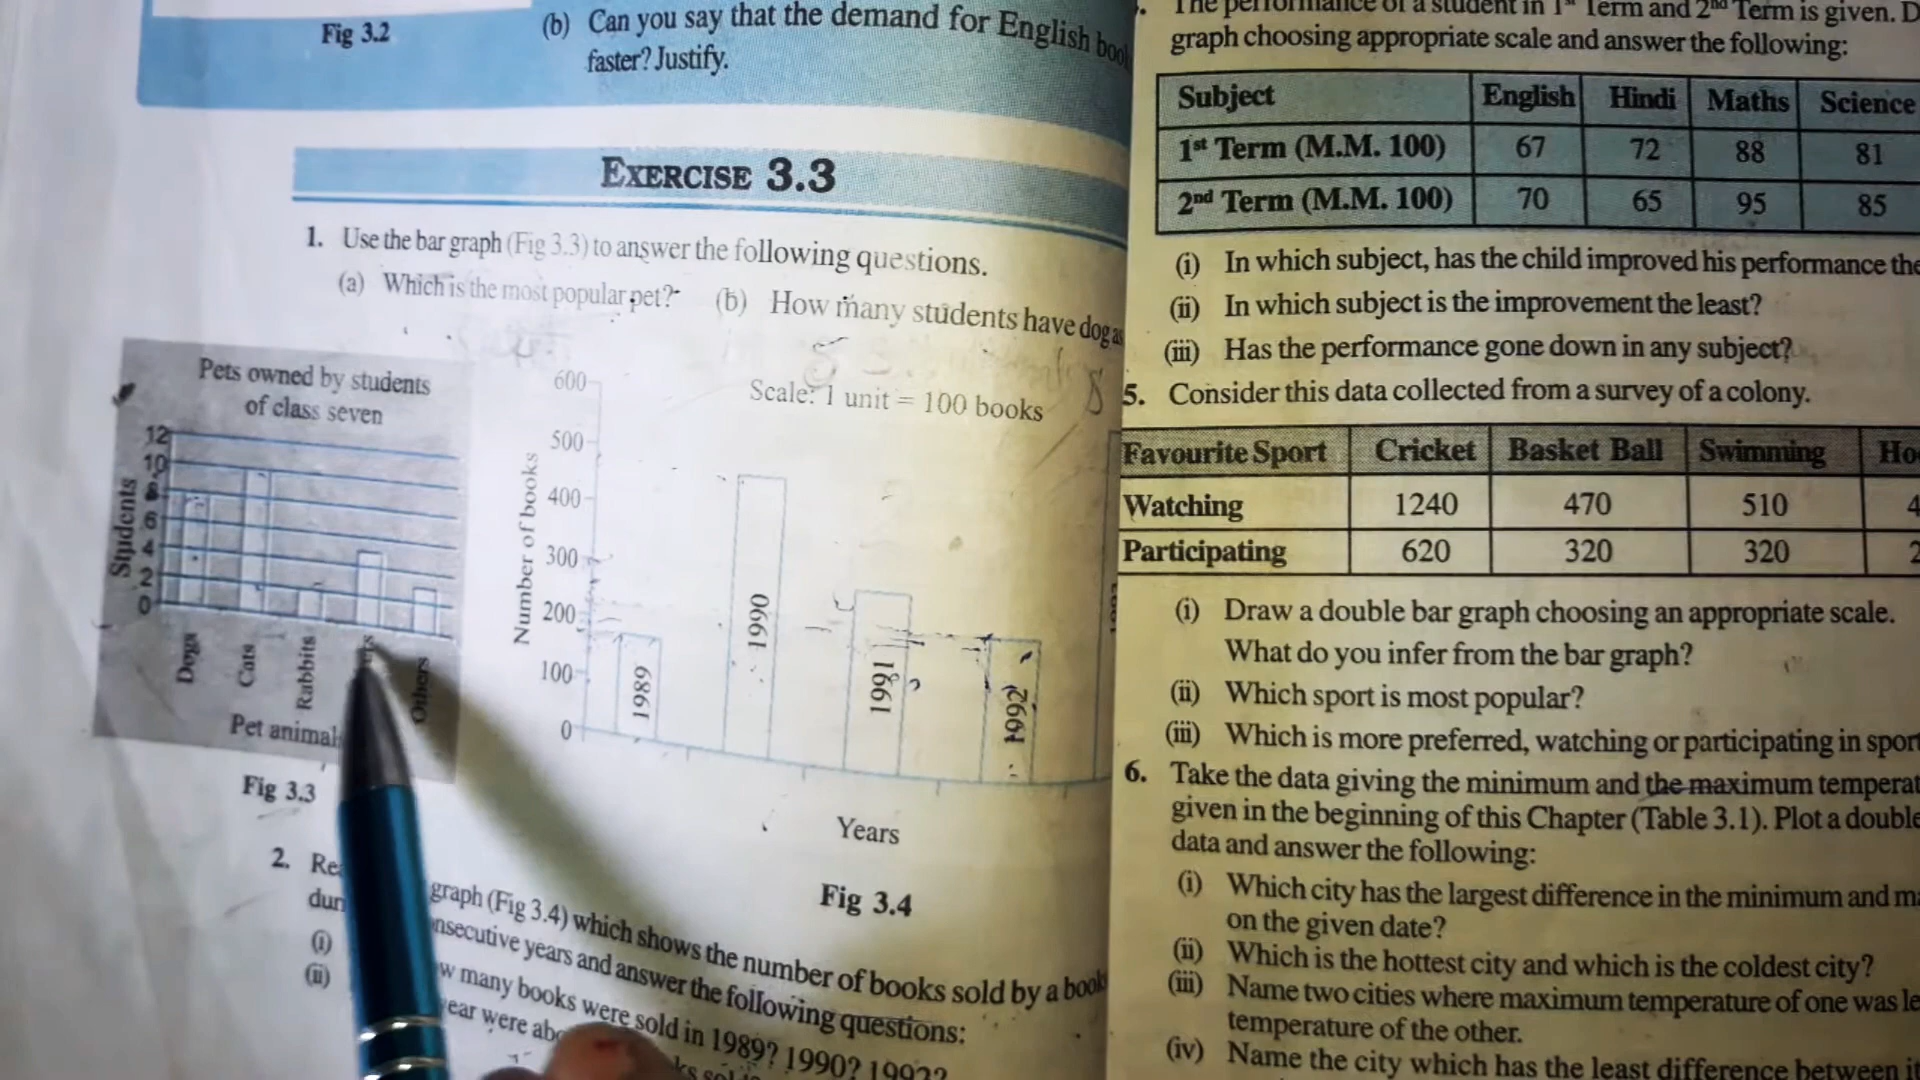 Fig 3.2
(b) Can you say that the demand for English
faster? Justify.
EXERCISE 3.3
1. Use the bar graph (Fig 3.3) to answer the following questions.
(a) Which is the most popular pet? (b) How many students have dog as
Pets owned by students
of class seven
12
10
8
6
4
2
0
Students
Dogs
Cats
Rabbits
Others
Pet animal
Fig 3.3
600
500
400
300
200
100
0
Number of books
Scale: 1 unit = 100 books
1989
1990
1991
1992
Years
Fig 3.4
2.
graph (Fig 3.4) which shows the number of books sold by a
years and answer the following questions:
(i)
many books were sold in 1989? 1990?
(ii)
were
The performance of a student in 1st Term and 2nd Term is given.
graph choosing appropriate scale and answer the following:
Subject English Hindi Maths Science
1st Term (M.M. 100) 67 72 88 81
2nd Term (M.M. 100) 70 65 95 85
(i) In which subject, has the child improved his performance
(ii) In which subject is the improvement the least?
(iii) Has the performance gone down in any subject?
5. Consider this data collected from a survey of a colony.
Favourite Sport Cricket Basket Ball Swimming
Watching 1240 470 510
Participating 620 320 320
(i) Draw a double bar graph choosing an appropriate scale.
What do you infer from the bar graph?
(ii) Which sport is most popular?
(iii) Which is more preferred, watching or participating in
6. Take the data giving the minimum and the maximum
given in the beginning of this Chapter (Table 3.1). Plot a double
data and answer the following:
(i) Which city has the largest difference in the minimum and
on the given date?
(ii) Which is the hottest city and which is the coldest city?
(iii) Name two cities where maximum temperature of one was
temperature of the other.
(iv) Name the city which has the least difference between